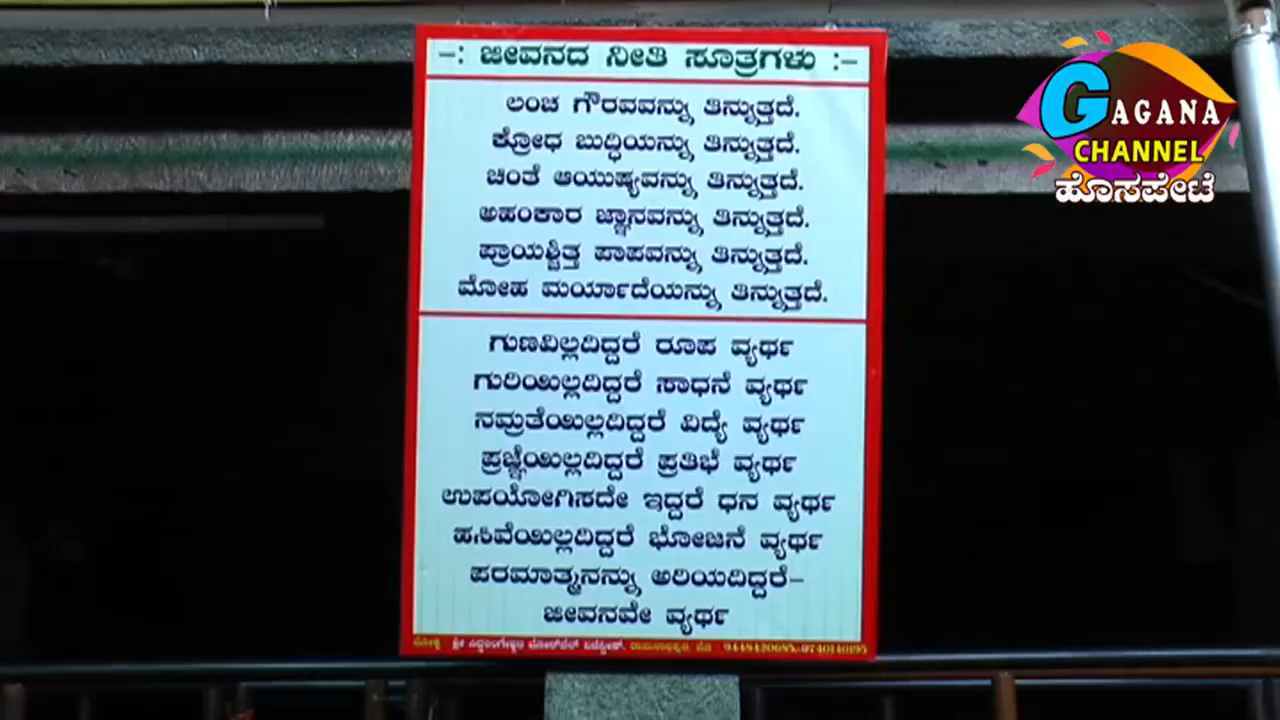 -: ಜೀವನದ ನೀತಿ ಸೂತ್ರಗಳು :-
ಲಂಚ ಗೌರವವನ್ನು ತಿನ್ನುತ್ತದೆ.
ಕ್ರೋಧ ಬುದ್ಧಿಯನ್ನು ತಿನ್ನುತ್ತದೆ.
ಚಿಂತೆ ಆಯುಷ್ಯವನ್ನು ತಿನ್ನುತ್ತದೆ.
ಅಹಂಕಾರ ಜ್ಞಾನವನ್ನು ತಿನ್ನುತ್ತದೆ.
ಪ್ರಾಯಶ್ಚಿತ್ತ ಪಾಪವನ್ನು ತಿನ್ನುತ್ತದೆ.
ಮೋಹ ಮರ್ಯಾದೆಯನ್ನು ತಿನ್ನುತ್ತದೆ.
ಗುಣವಿಲ್ಲದಿದ್ದರೆ ರೂಪ ವ್ಯರ್ಥ
ಗುರಿಯಿಲ್ಲದಿದ್ದರೆ ಸಾಧನೆ ವ್ಯರ್ಥ
ನಮ್ರತೆಯಿಲ್ಲದಿದ್ದರೆ ವಿದ್ಯೆ ವ್ಯರ್ಥ
ಪ್ರಜ್ಞೆಯಿಲ್ಲದಿದ್ದರೆ ಪ್ರತಿಭೆ ವ್ಯರ್ಥ
ಉಪಯೋಗಿಸದೇ ಇದ್ದರೆ ಧನ ವ್ಯರ್ಥ
ಹಸಿವೆಯಿಲ್ಲದಿದ್ದರೆ ಭೋಜನೆ ವ್ಯರ್ಥ
ಪರಮಾತ್ಮನನ್ನು ಅರಿಯದಿದ್ದರೆ-
ಜೀವನವೇ ವ್ಯರ್ಥ
ಶ್ರೀ
GAGANA
CHANNEL
ಹೊಸಪೇಟೆ